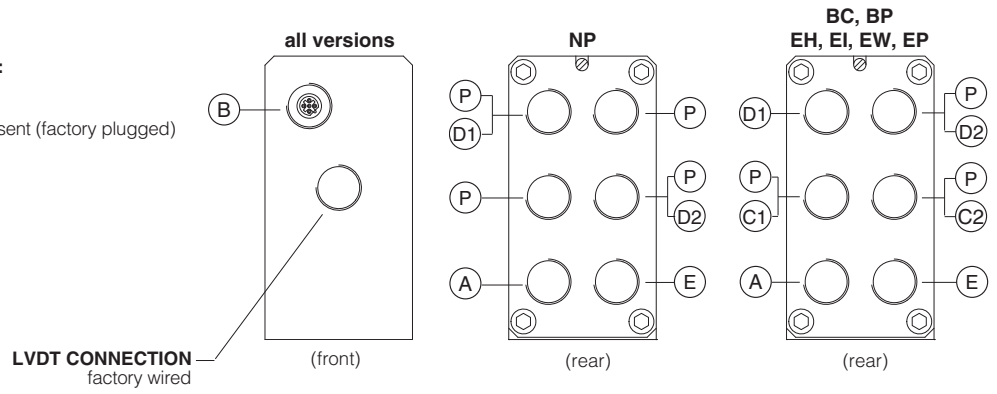 BC, BP
all versions
NP
EH, EI, EW, EP
:
B
sent (factory plugged)
P
D1
P
P
P
D2
A
E
D1
P
D2
P
C1
P
C2
A
E
LVDT CONNECTION
factory wired
(front)
(rear)
(rear)